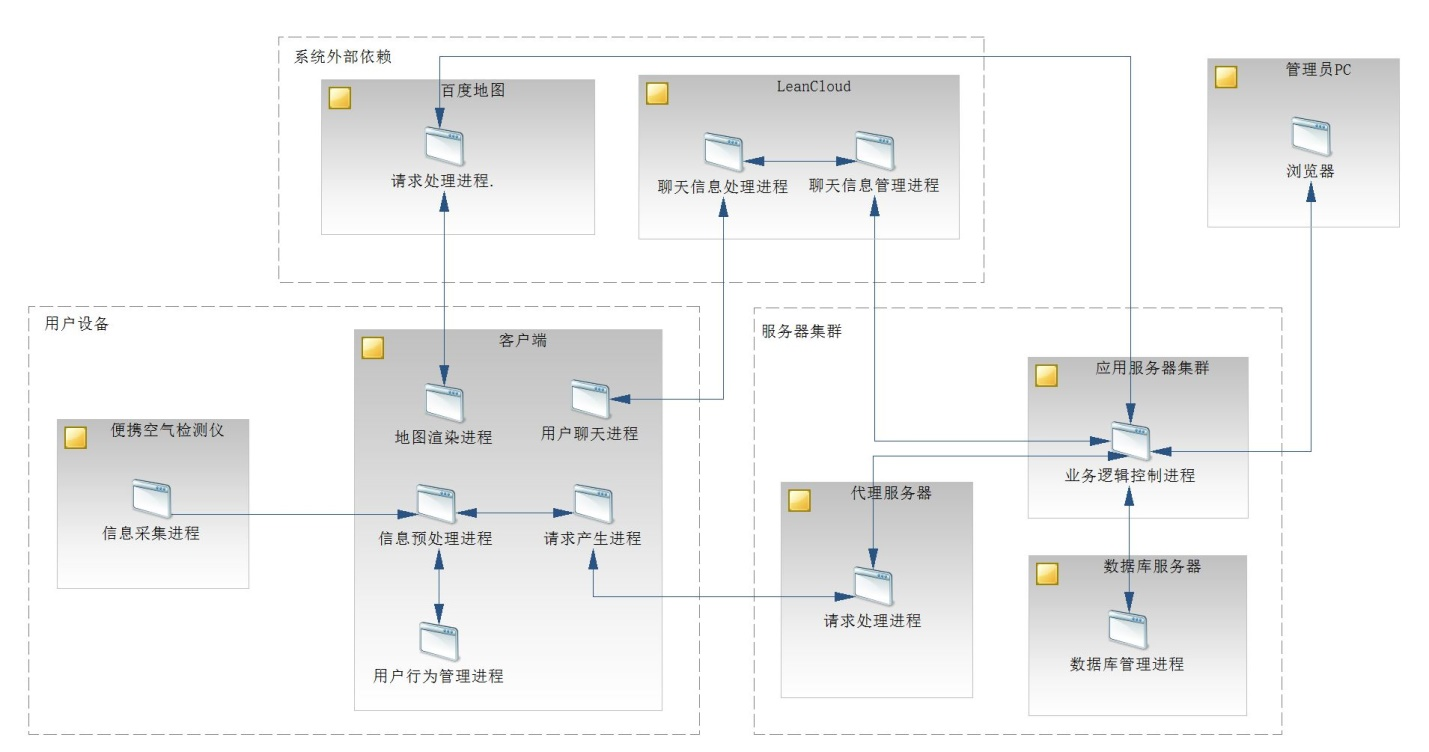 系统外部依赖
百度地图
请求处理进程.
LeanCloud
聊天信息处理进程
聊天信息管理进程
管理员PC
浏览器
用户设备
客户端
地图渲染进程
用户聊天进程
便携空气检测仪
信息采集进程
信息预处理进程
请求产生进程
用户行为管理进程
服务器集群
应用服务器集群
业务逻辑控制进程
代理服务器
请求处理进程
数据库服务器
数据库管理进程